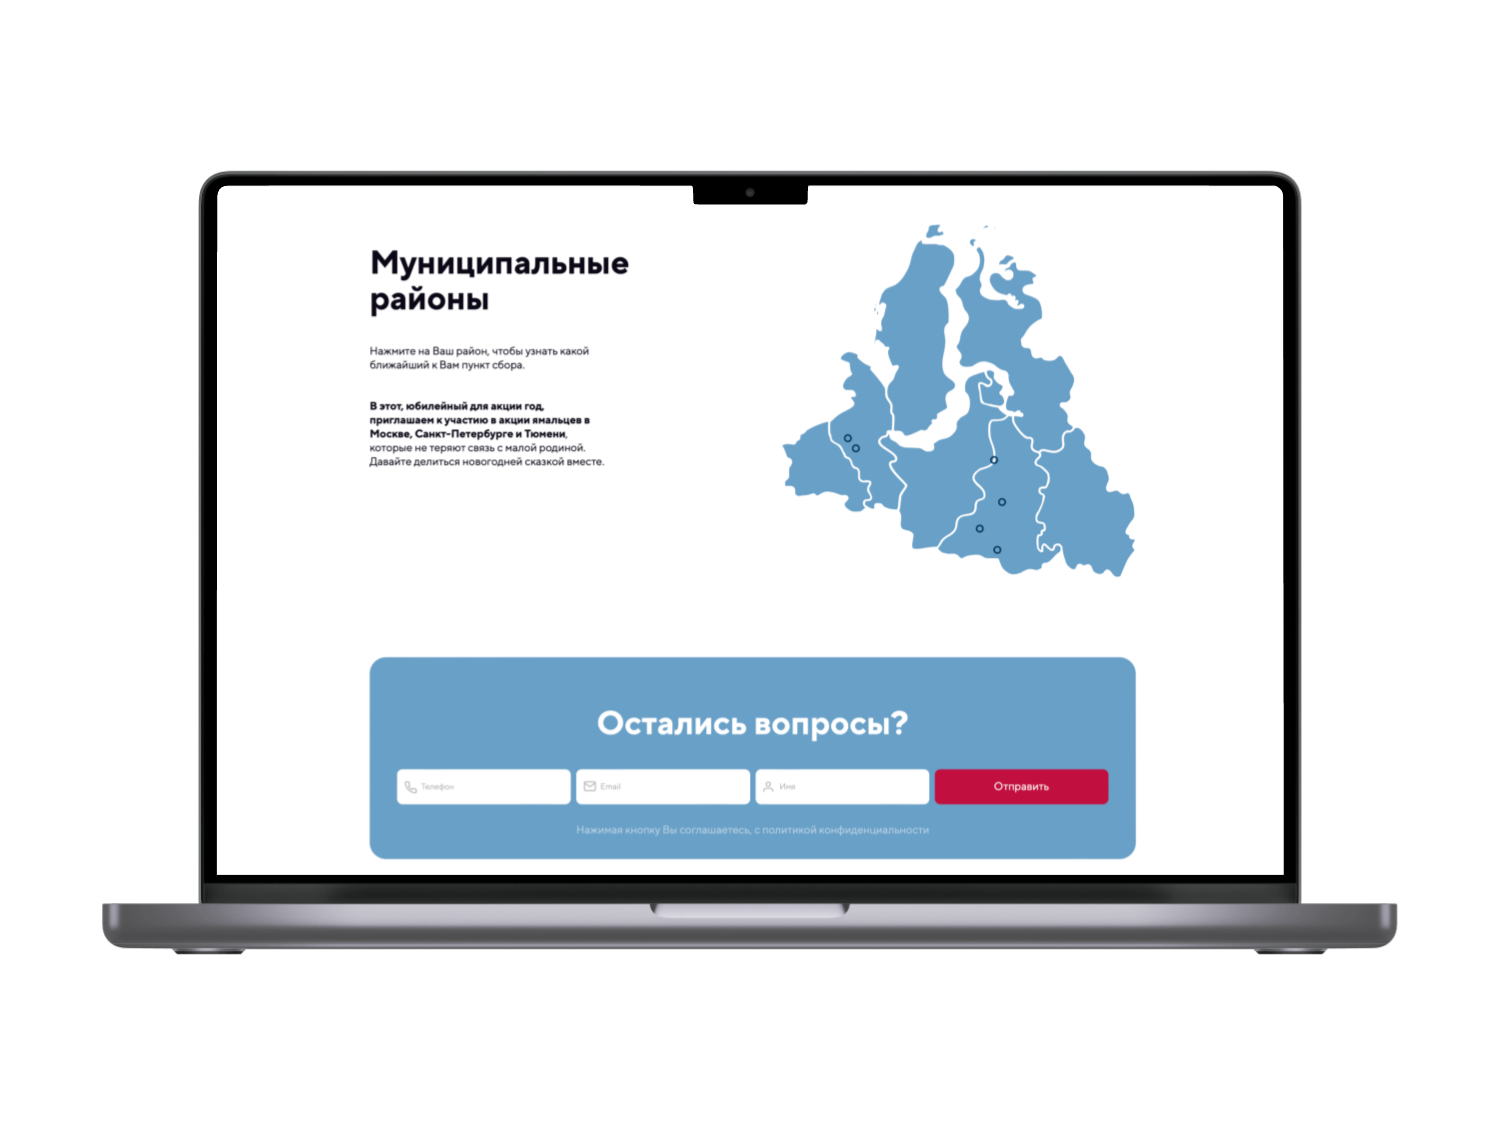 Муниципальные
районы
Нажмите на Ваш район, чтобы узнать какой
ближайший к Вам пункт сбора.
В этот, юбилейный для акции год,
приглашаем к участию в акции ямальцев в
Москве, Санкт-Петербурге и Тюмени,
которые не теряют связь с малой родиной.
Давайте делиться новогодней сказкой вместе.
Остались вопросы?
Телефон
Email
Имя
Отправить
Нажимая кнопку Вы соглашаетесь, с политикой конфиденциальности